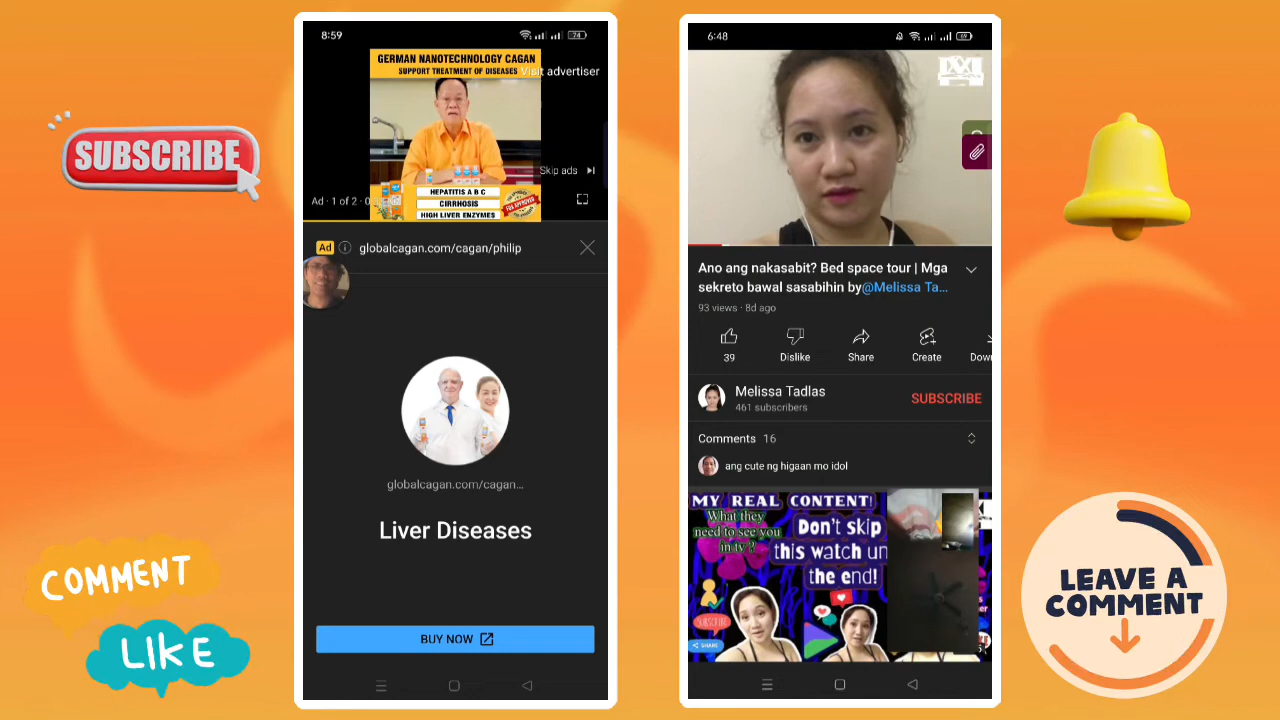 SUBSCRIBE
COMMENT
LIKE
8:59
74
GERMAN NANOTECHNOLOGY CAGAN
SUPPORT TREATMENT OF DISEASES
Visit advertiser
Skip ads
HEPATITIS A B C
CIRRHOSIS
HIGH LIVER ENZYMES
Ad · 1 of 2 ·
Ad globalcagan.com/cagan/philip
globalcagan.com/cagan...
Liver Diseases
BUY NOW
6:48
Ano ang nakasabit? Bed space tour | Mga
sekreto bawal sasabihin by@Melissa Ta...
93 views · 8d ago
39 Dislike Share Create Down
Melissa Tadlas
461 subscribers
SUBSCRIBE
Comments 16
ang cute ng higaan mo idol
MY REAL CONTENT!
What they
need to see you
in tv ?
SUBSCRIBE
SHARE
Don't skip
this watch un
the end!
LEAVE A
COMMENT